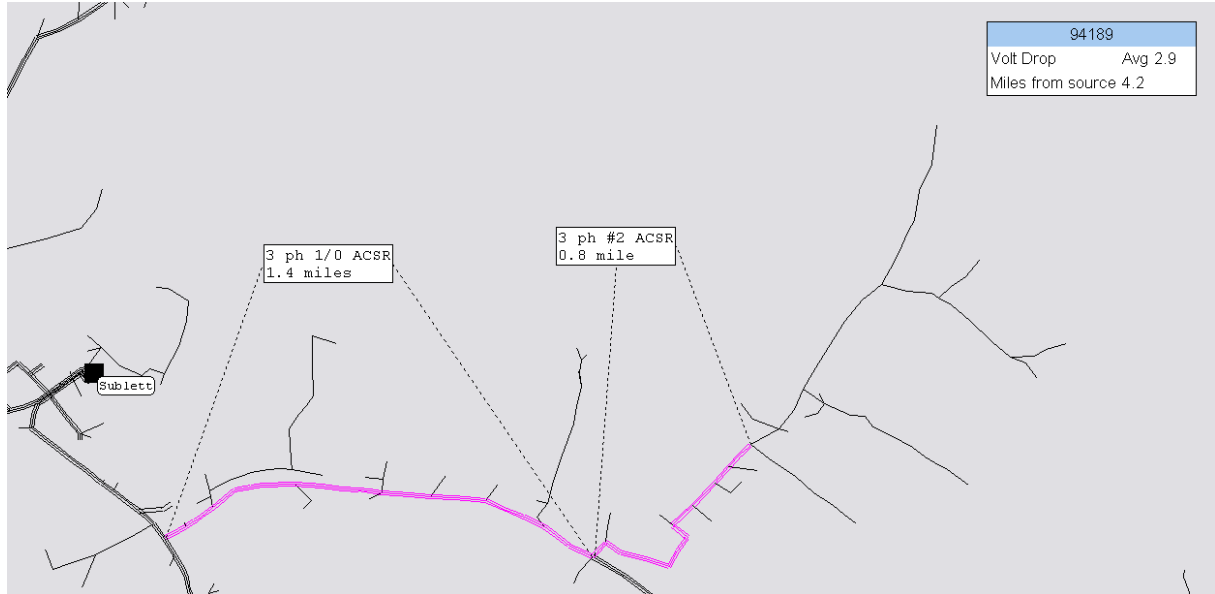 94189
Volt Drop Avg 2.9
Miles from source 4.2
3 ph #2 ACSR
0.8 mile
3 ph 1/0 ACSR
1.4 miles
Sublett